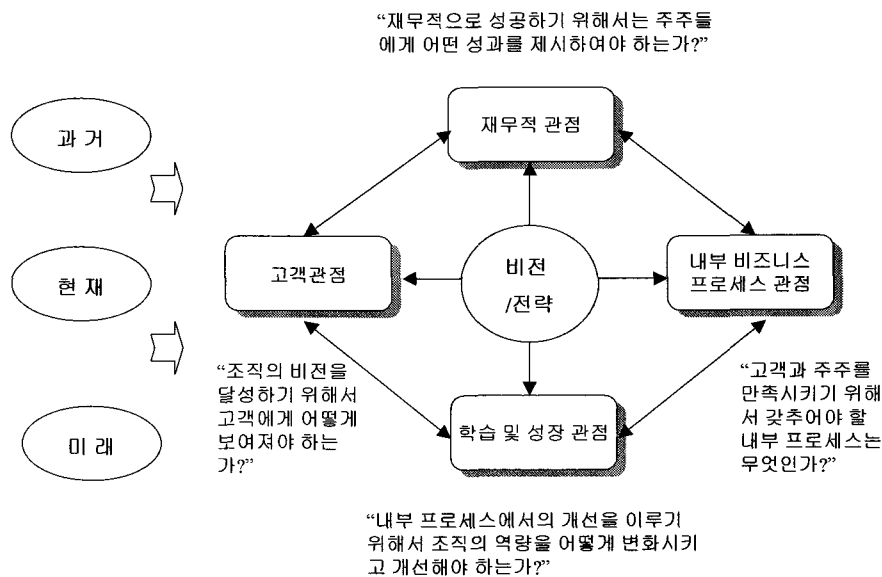 “재무적으로 성공하기 위해서는 주주들
에게 어떤 성과를 제시하여야 하는가?”
재무적 관점
과 거
고객관점
비전
/전략
내부 비즈니스
프로세스 관점
현 재
“조직의 비전을
달성하기 위해서
고객에게 어떻게
보여져야 하는
가?”
“고객과 주주를
만족시키기 위해
서 갖추어야 할
내부 프로세스는
무엇인가?”
학습 및 성장 관점
미 래
“내부 프로세스에서의 개선을 이루기
위해서 조직의 역량을 어떻게 변화시키
고 개선해야 하는가?”